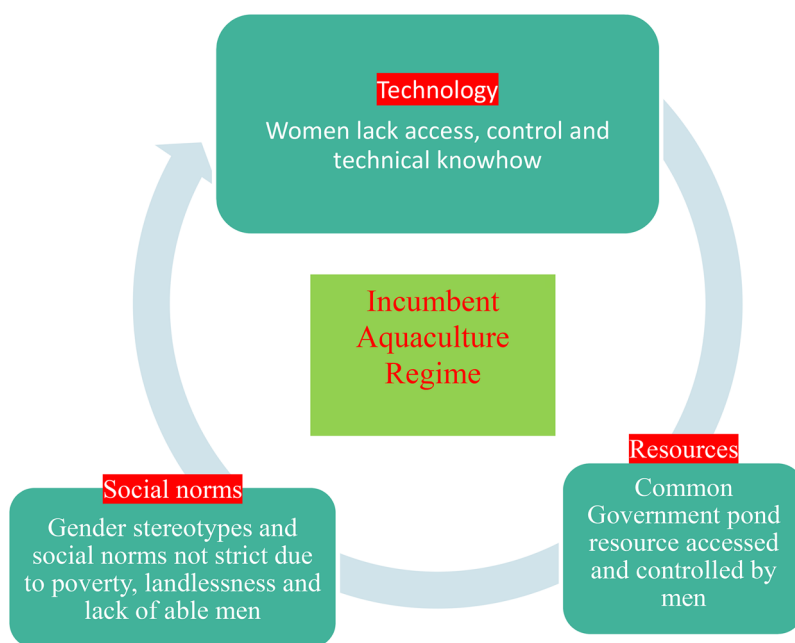 Technology
Women lack access, control and
technical knowhow
Incumbent
Aquaculture
Regime
Resources
Common
Government pond
resource accessed
and controlled by
men
Social norms
Gender stereotypes and
social norms not strict due
to poverty, landlessness and
lack of able men